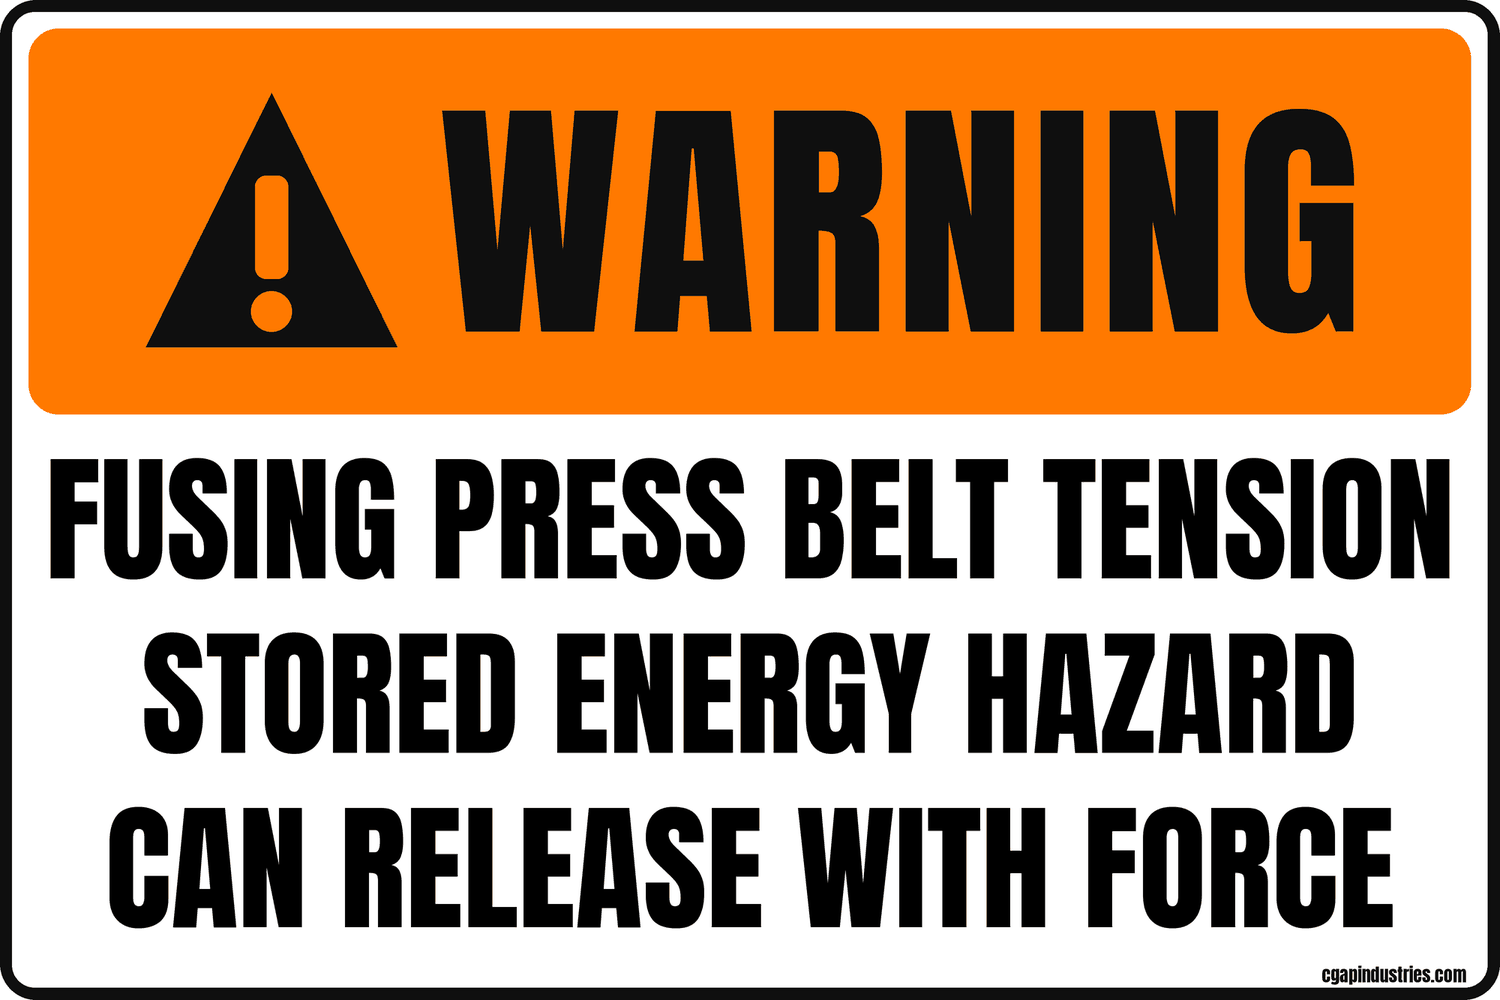 WARNING
FUSING PRESS BELT TENSION
STORED ENERGY HAZARD
CAN RELEASE WITH FORCE
cgapindustries.com